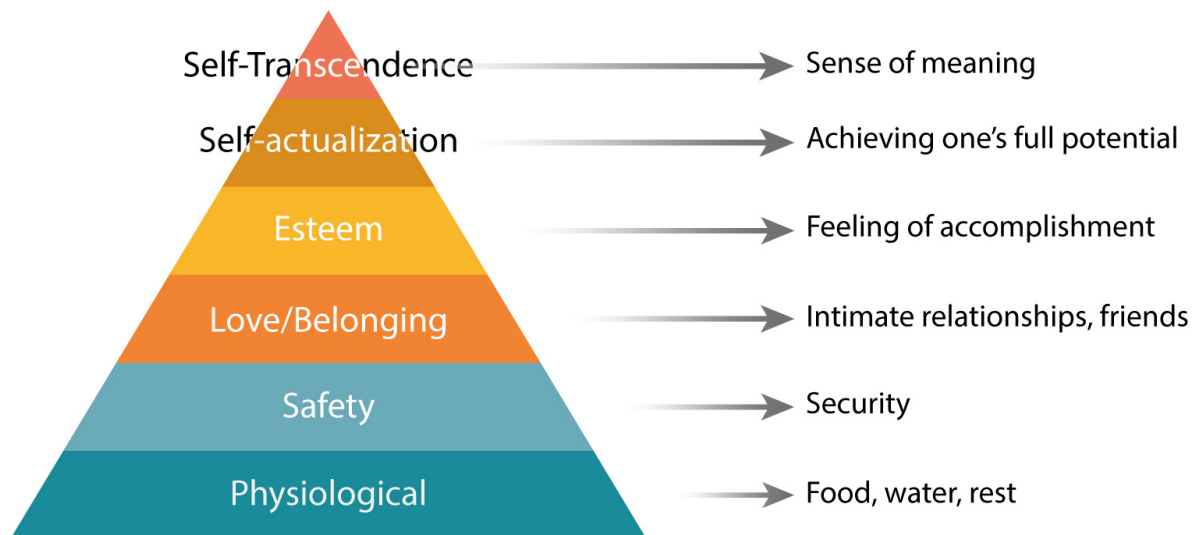 Self-Transcendence
Sense of meaning
Self-actualization
Achieving one’s full potential
Esteem
Feeling of accomplishment
Love/Belonging
Intimate relationships, friends
Safety
Security
Physiological
Food, water, rest